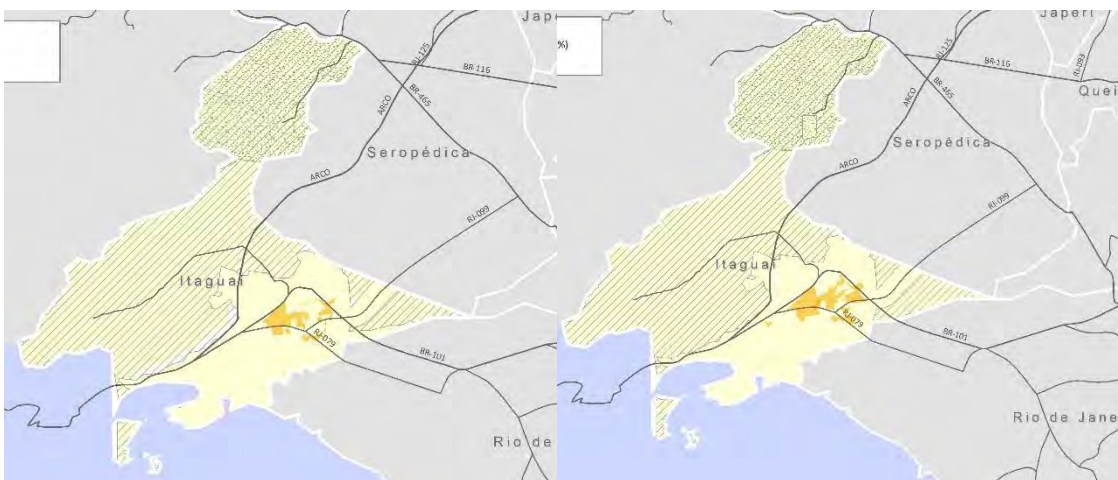 Jape
RJ-125
BR-116
BR-465
ARCO
Seropédica
ARCO
RJ-099
Itaguaí
RJ-079
BR-101
Rio de
%)
Japeri
RJ-125
BR-116
RJ-093
Quei
ARCO
BR-465
Seropédica
ARCO
RJ-099
Itaguaí
RJ-079
BR-101
Rio de Jane